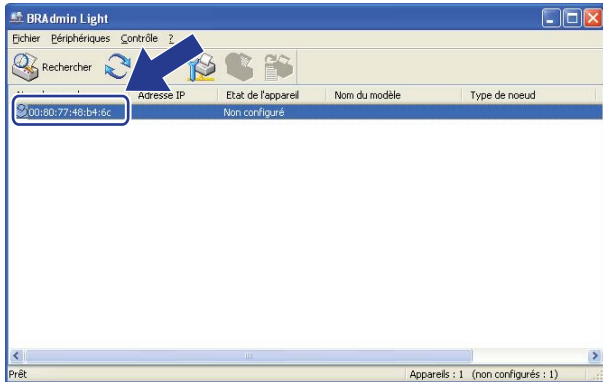 BRAdmin Light
Fichier Périphériques Contrôle ?
Rechercher
Adresse IP Etat de l'appareil Nom du modèle Type de noeud
00:80:77:48:b4:6c Non configuré
Prêt Appareils : 1 (non configurés : 1)